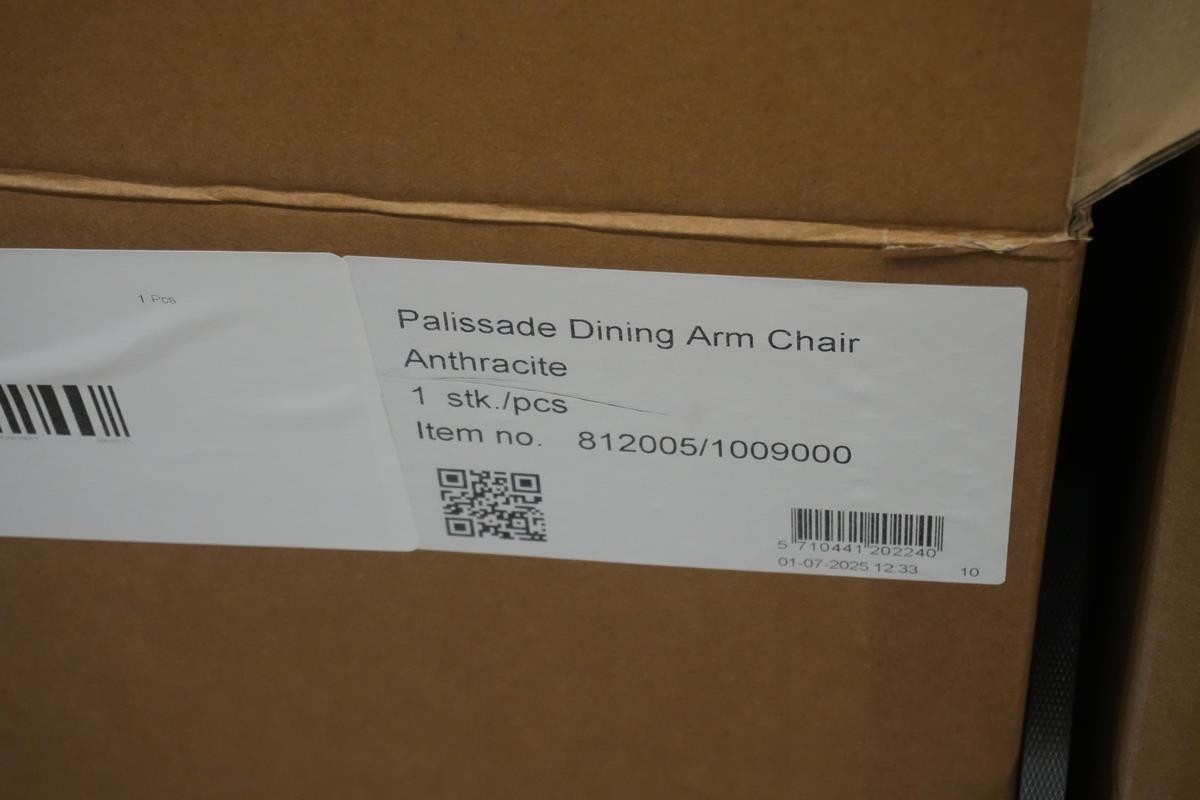 1 Pcs
Palissade Dining Arm Chair
Anthracite
1 stk./pcs
Item no. 812005/1009000
5 710441 202240
01-07-2025 12:33 10